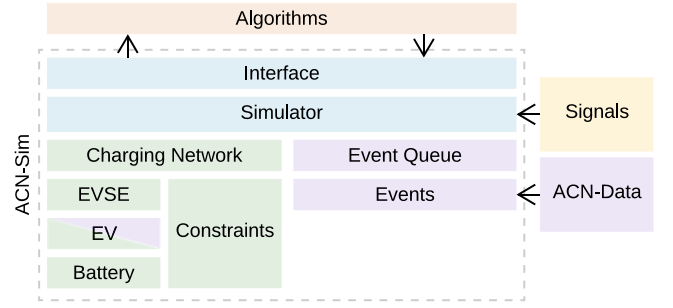 Algorithms
Interface
Simulator
Signals
ACN-Sim
Charging Network
Event Queue
EVSE
Events
ACN-Data
EV
Constraints
Battery